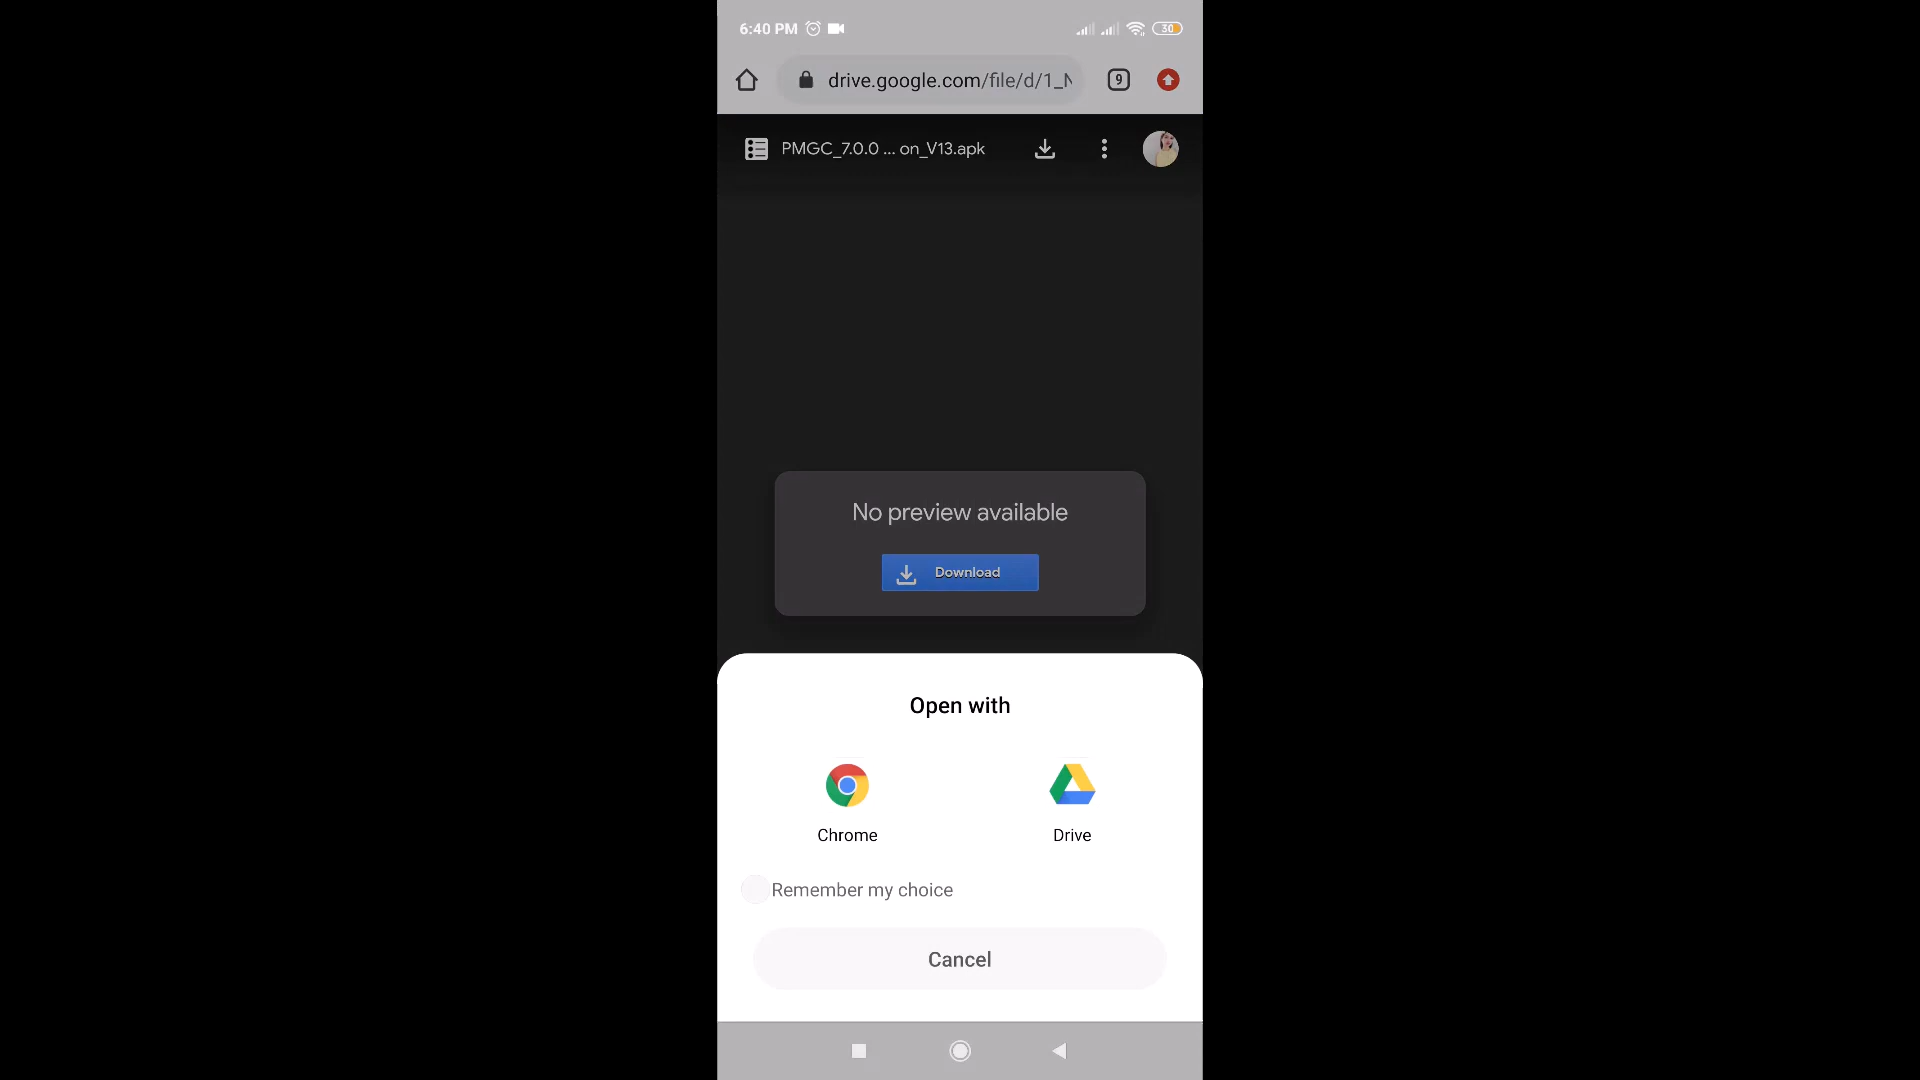 6:40 PM
30
drive.google.com/file/d/1_N
9
PMGC_7.0.0 ... on_V13.apk
No preview available
Download
Open with
Chrome
Drive
Remember my choice
Cancel